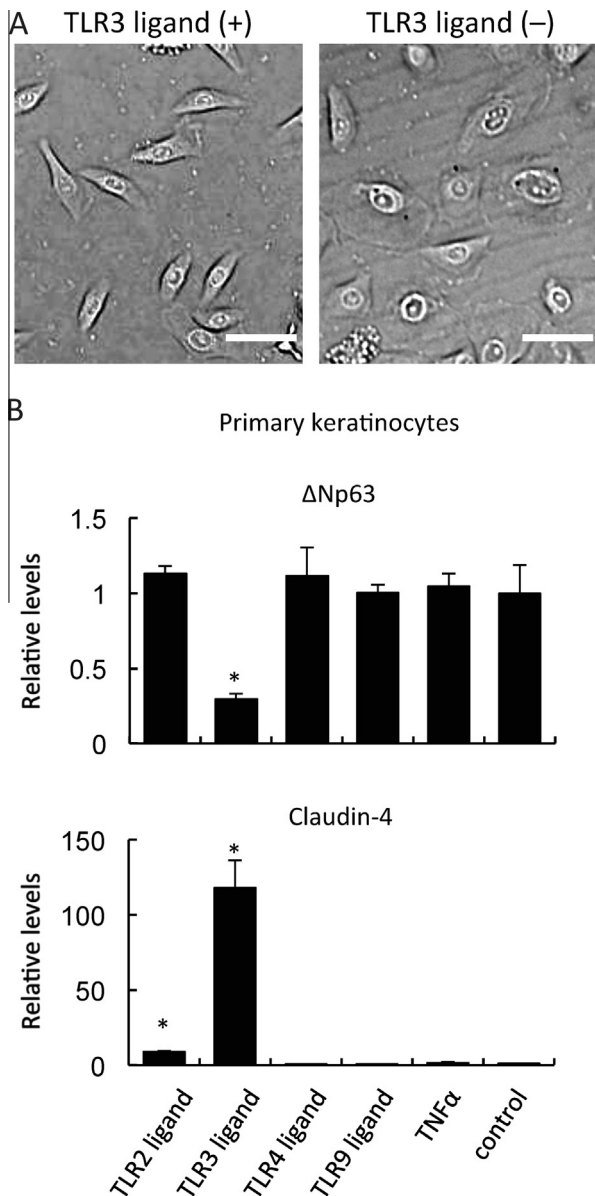 A
TLR3 ligand (+)
TLR3 ligand (–)
B
Primary keratinocytes
ΔNp63
Relative levels
1.5
1
0.5
0
*
Claudin-4
Relative levels
150
100
50
0
*
*
TLR2 ligand
TLR3 ligand
TLR4 ligand
TLR9 ligand
TNFα
control